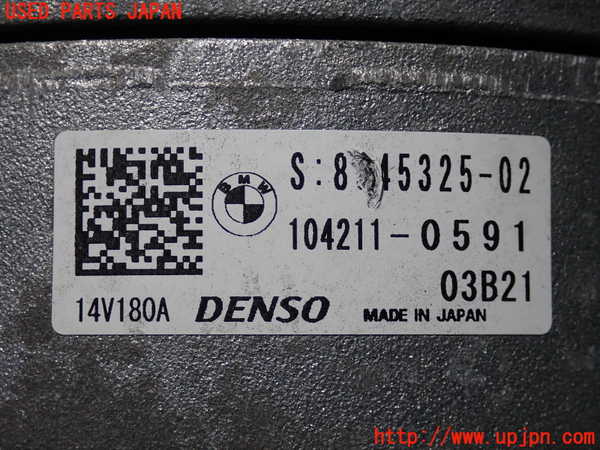 USED PARTS JAPAN
BMW
104211-0591
03B21
14V180A DENSO MADE IN JAPAN
http://www.upjpn.com/